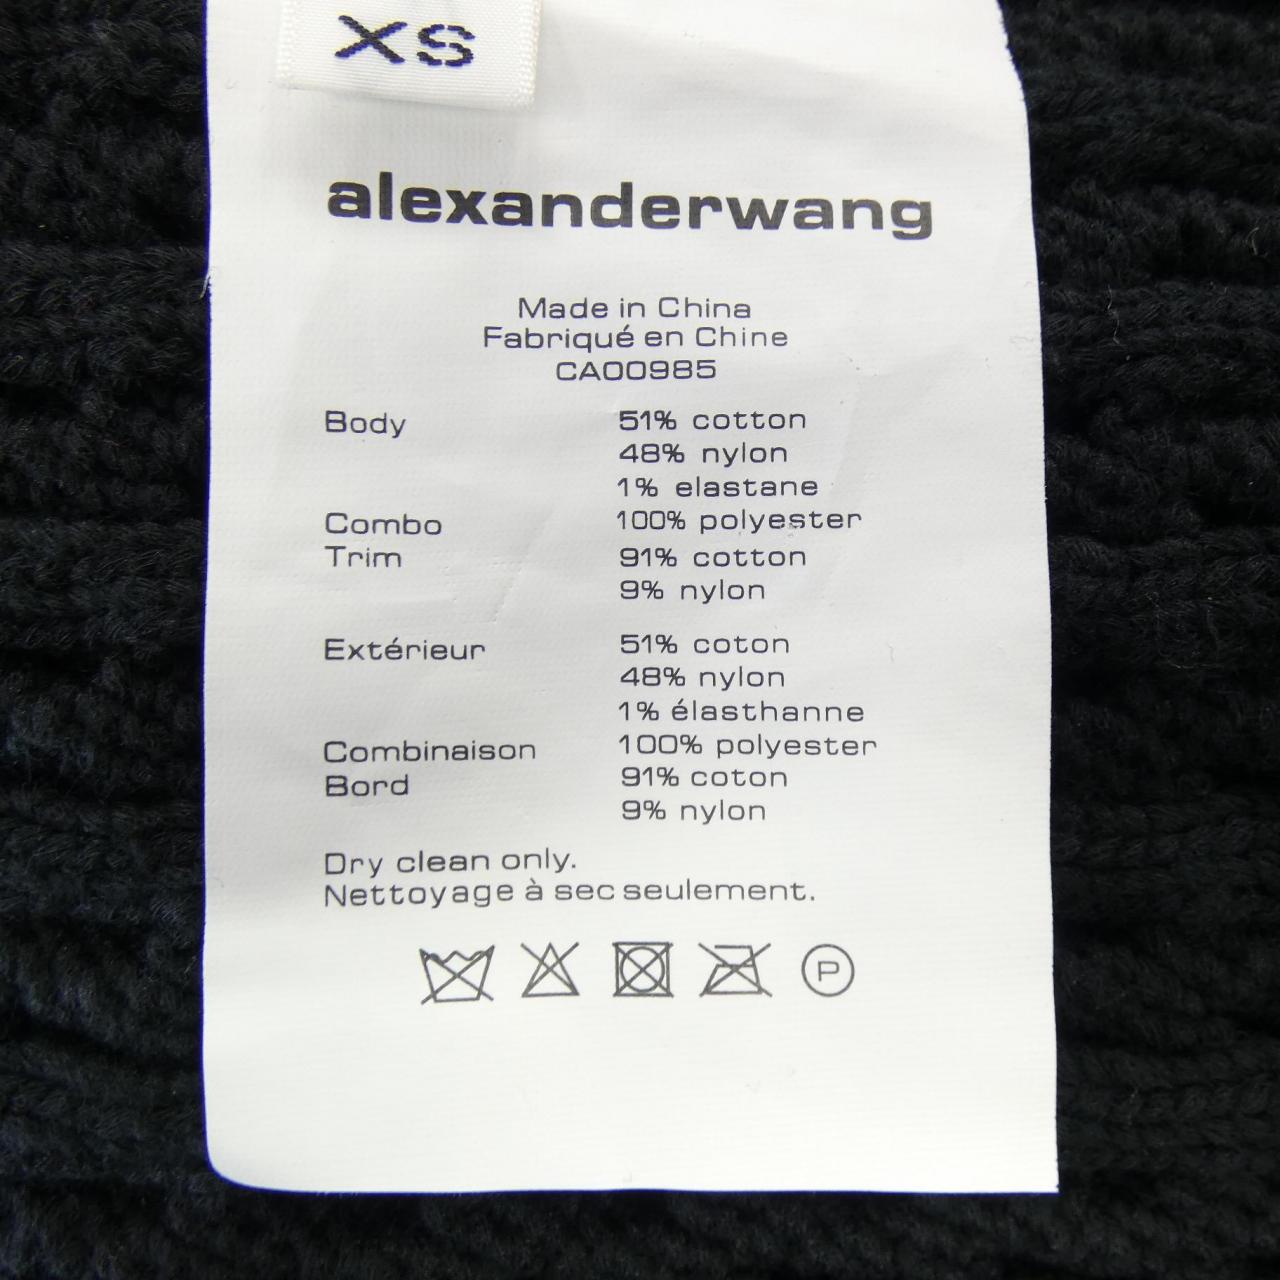 XS
alexanderwang
Made in China
Fabriqué en Chine
CA00985
Body 51% cotton
48% nylon
1% elastane
Combo 100% polyester
Trim 91% cotton
9% nylon
Extérieur 51% coton
48% nylon
1% élasthanne
Combinaison 100% polyester
Bord 91% coton
9% nylon
Dry clean only.
Nettoyage à sec seulement.
P